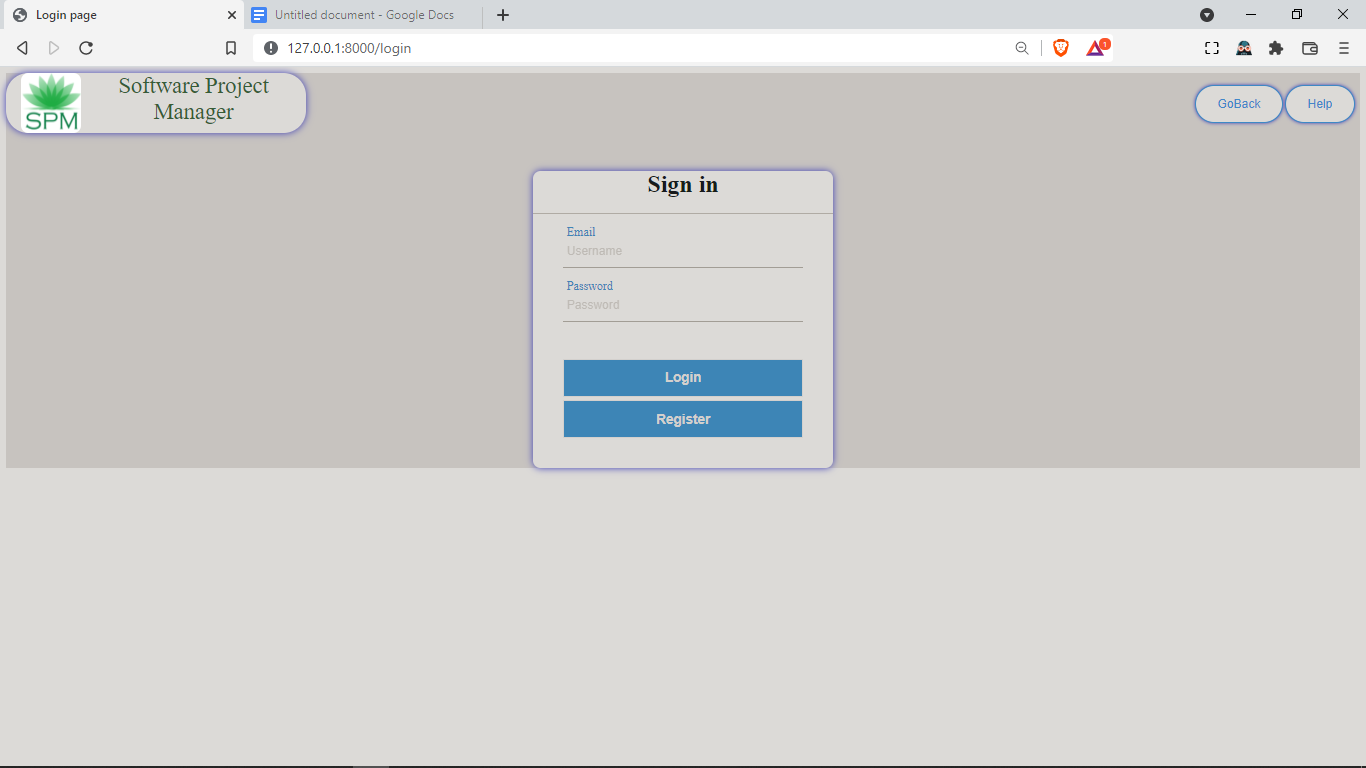 Login page
Untitled document - Google Docs
127.0.0.1:8000/login
1
SPM
Software Project
Manager
GoBack
Help
Sign in
Email
Username
Password
Password
Login
Register